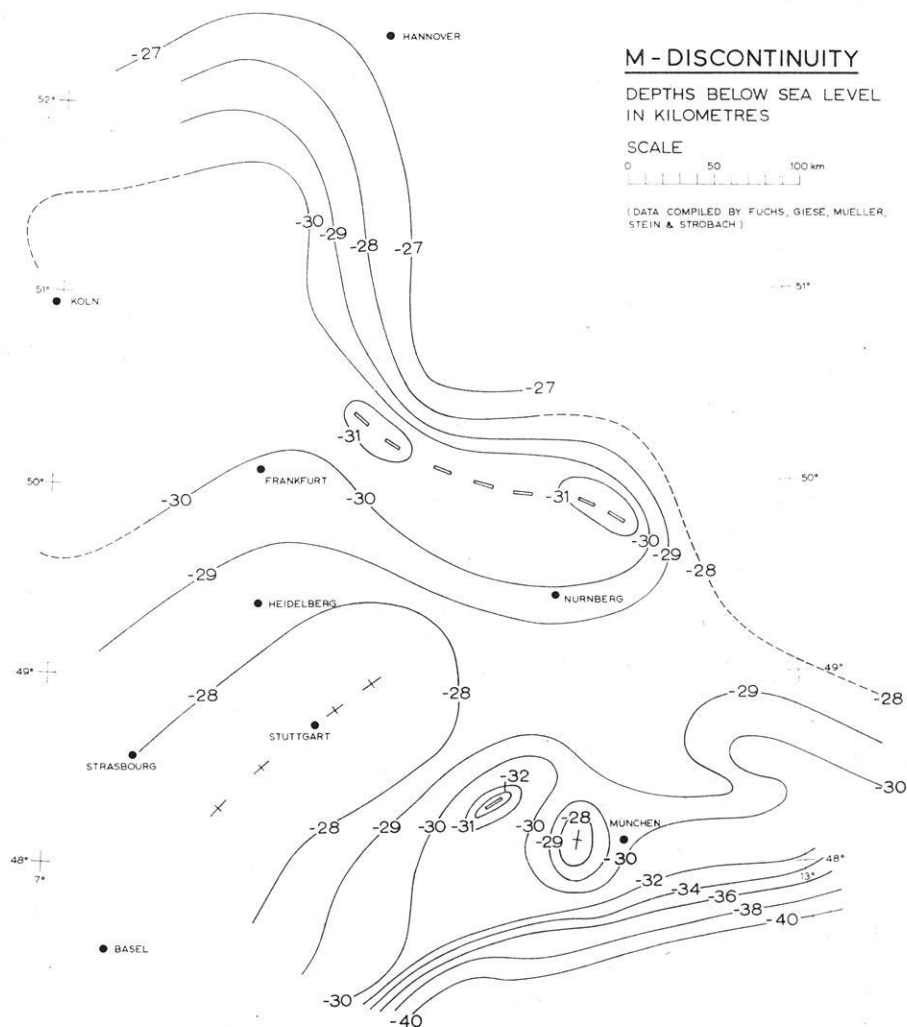 -27
HANNOVER
M-DISCONTINUITY
DEPTHS BELOW SEA LEVEL
IN KILOMETRES
SCALE
0 50 100 km
(DATA COMPILED BY FUCHS, GIESE, MUELLER,
STEIN & STROBACH)
52°
-30
-29
-28
-27
51°
51°
KÖLN
-27
-31
50°
FRANKFURT
-30
-30
-31
50°
-30
-29
-28
-29
HEIDELBERG
NÜRNBERG
49°
49°
-28
-28
-29
-28
STUTTGART
STRASBOURG
-32
-30
-28
-29
-30
-31
-30
-28
-29
MÜNCHEN
-30
48°
7°
48°
13°
-32
-34
-36
-38
-40
BASEL
-30
-40